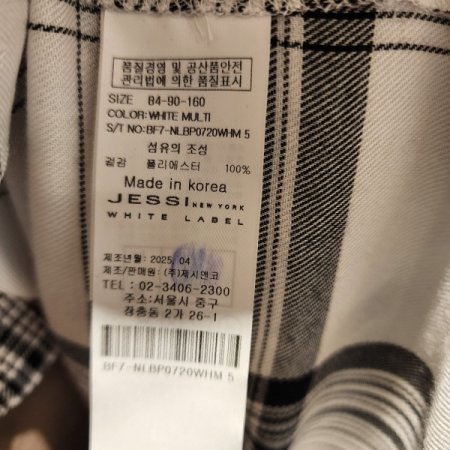 품질경영 및 공산품안전
관리법에 의한 품질표시
SIZE 84-90-160
COLOR:WHITE MULTI
S/T NO:BF7-NLBP0720WHM 5
섬유의 조성
겉감 폴리에스터 100%
Made in korea
JESSI NEW YORK
WHITE LABEL
제조년월: 2025, 04
제조/판매원: (주)제시앤코
TEL : 02-3406-2300
주소:서울시 중구
장충동 2가 26-1
BF7-NLBP0720WHM 5